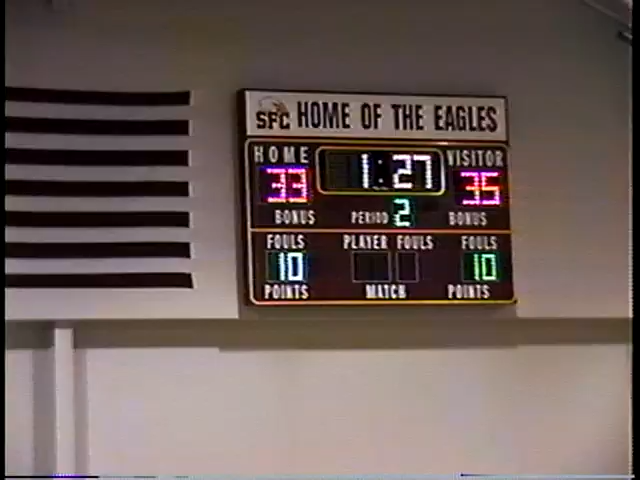 SFC HOME OF THE EAGLES
HOME 1:27 VISITOR
33 35
BONUS PERIOD 2 BONUS
FOULS PLAYER FOULS FOULS
10 10
POINTS MATCH POINTS